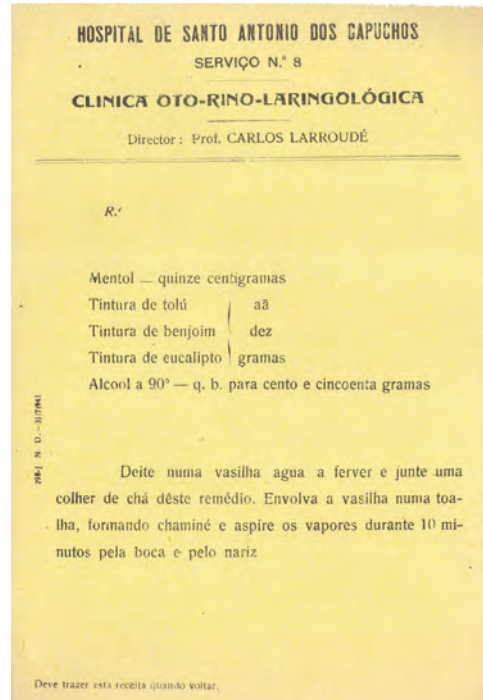 HOSPITAL DE SANTO ANTONIO DOS CAPUCHOS
SERVIÇO N.º 8
CLINICA OTO-RINO-LARINGOLÓGICA
Director : Prof. CARLOS LARROUDÉ
R.e
Mentol — quinze centigramas
Tintura de tolú aã
Tintura de benjoim dez
Tintura de eucalipto gramas
Alcool a 90° — q. b. para cento e cincoenta gramas
Deite numa vasilha agua a ferver e junte uma
colher de chá dêste remédio. Envolva a vasilha numa toa-
lha, formando chaminé e aspire os vapores durante 10 mi-
nutos pela boca e pelo nariz
Deve trazer esta receita quando voltar.